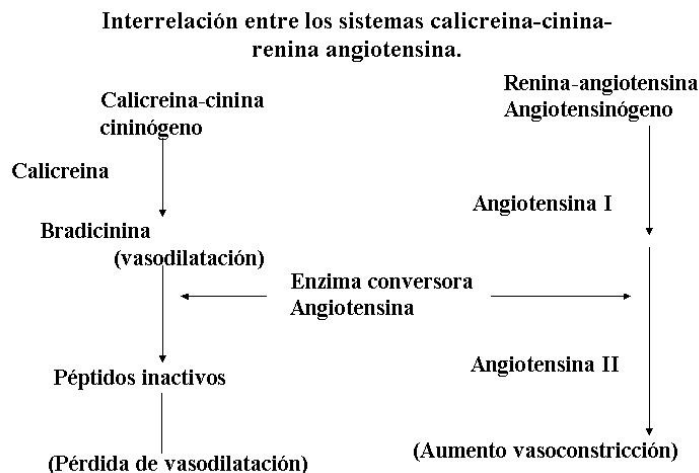 Interrelación entre los sistemas calicreina-cinina-
renina angiotensina.
Calicreina-cinina
cininógeno
Renina-angiotensina
Angiotensinógeno
Calicreina
Angiotensina I
Bradicinina
(vasodilatación)
Enzima conversora
Angiotensina
Péptidos inactivos
Angiotensina II
(Pérdida de vasodilatación)
(Aumento vasoconstricción)